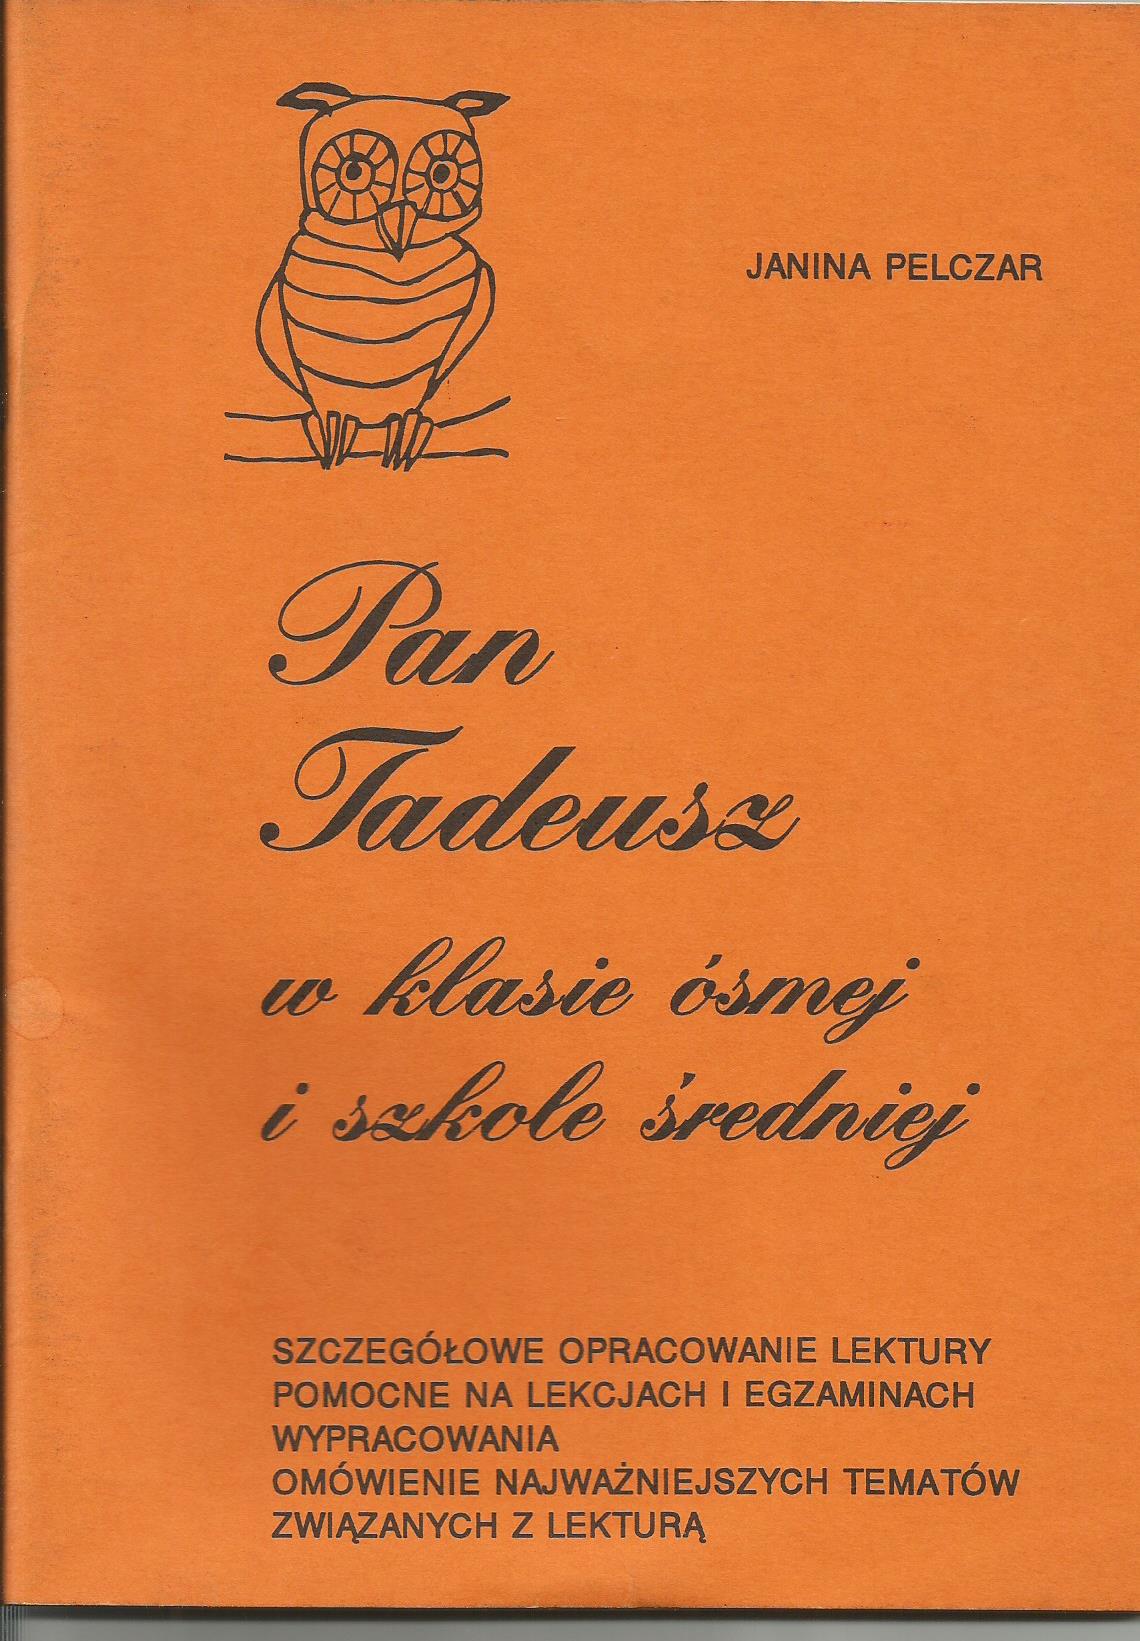 JANINA PELCZAR
Pan
Tadeusz
w klasie ósmej
i szkole średniej
SZCZEGÓŁOWE OPRACOWANIE LEKTURY
POMOCNE NA LEKCJACH I EGZAMINACH
WYPRACOWANIA
OMÓWIENIE NAJWAŻNIEJSZYCH TEMATÓW
ZWIĄZANYCH Z LEKTURĄ